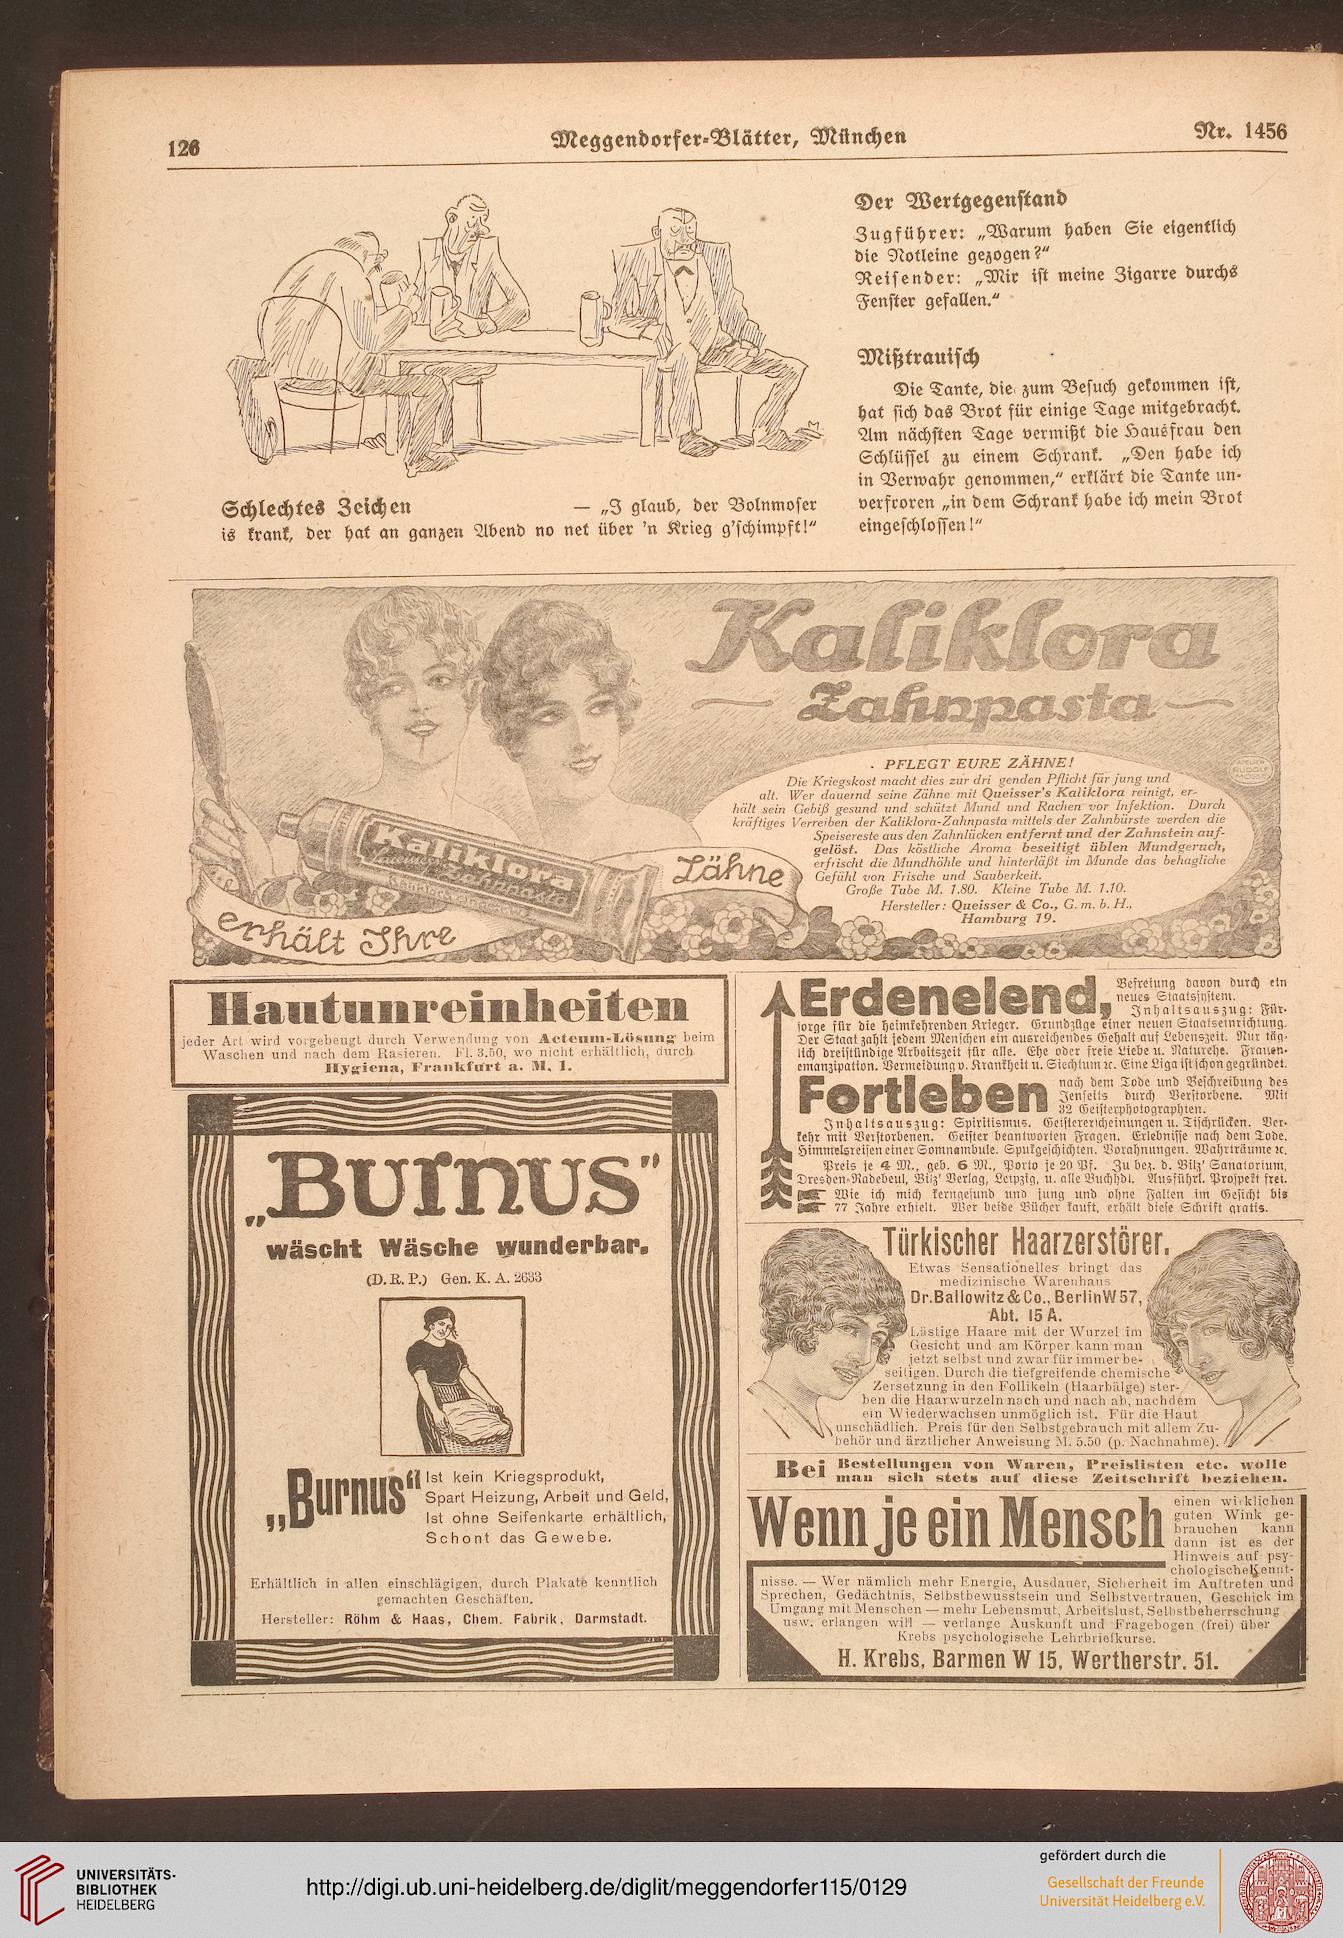 126
Meggendorfer-Blätter, München
Nr. 1456
Schlechtes Zeichen — „I glaub, der Bolnmoser
is krank, der hat an ganzen Abend no net über 'n Krieg g'schimpft!"
Der Wertgegenstand
Zugführer: „Warum haben Sie eigentlich
die Notleine gezogen?"
Reisender: „Mir ist meine Zigarre durchs
Fenster gefallen."
Mißtrauisch
Die Tante, die zum Besuch gekommen ist,
hat sich das Brot für einige Tage mitgebracht.
Am nächsten Tage vermißt die Hausfrau den
Schlüssel zu einem Schrank. „Den habe ich
in Verwahr genommen," erklärt die Tante un-
verfroren „in dem Schrank habe ich mein Brot
eingeschlossen!"
Kaliklora
Zahnpasta
ATELIER
RUDOLF
PFLEGT EURE ZÄHNE!
Die Kriegskost macht dies zur dri genden Pflicht für jung und
alt. Wer dauernd seine Zähne mit Queisser's Kaliklora reinigt, er-
hält sein Gebiß gesund und schützt Mund und Rachen vor Infektion. Durch
kräftiges Verreiben der Kaliklora-Zahnpasta mittels der Zahnbürste werden die
Speisereste aus den Zahnlücken entfernt und der Zahnstein auf-
gelöst. Das köstliche Aroma beseitigt üblen Mundgeruch,
erfrischt die Mundhöhle und hinterläßt im Munde das behagliche
Gefühl von Frische und Sauberkeit.
Große Tube M. 1.80. Kleine Tube M. 1.10.
Hersteller: Queisser & Co., G. m. b. H.,
Hamburg 19.
Kaliklora
erhält Ihre
Zähne
Hautunreinheiten
jeder Art wird vorgebeugt durch Verwendung von Acteum-Lösung beim
Waschen und nach dem Rasieren. Fl. 3.50, wo nicht erhältlich, durch
Hygiena, Frankfurt a. M. 1.
„Burnus"
wäscht Wäsche wunderbar.
(D. R. P.) Gen. K. A. 2633
„Burnus"
Ist kein Kriegsprodukt,
Spart Heizung, Arbeit und Geld,
Ist ohne Seifenkarte erhältlich,
Schont das Gewebe.
Erhältlich in allen einschlägigen, durch Plakate kenntlich
gemachten Geschäften.
Hersteller: Röhm & Haas, Chem. Fabrik, Darmstadt.
Erdenelend, Befreiung davon durch ein
neues Staatssystem.
Inhaltsauszug: Für-
sorge für die heimkehrenden Krieger. Grundzüge einer neuen Staatseinrichtung.
Der Staat zahlt jedem Menschen ein ausreichendes Gehalt auf Lebenszeit. Nur täg-
lich dreistündige Arbeitszeit für alle. Ehe oder freie Liebe u. Naturehe. Frauen-
emanzipation. Vermeidung v. Krankheit u. Siechtum ꝛc. Eine Liga ist schon gegründet.
Fortleben nach dem Tode und Beschreibung des
Jenseits durch Verstorbene. Mit
32 Geisterphotographien.
Inhaltsauszug: Spiritismus. Geistererscheinungen u. Tischrücken. Ver-
kehr mit Verstorbenen. Geister beantworten Fragen. Erlebnisse nach dem Tode.
Himmelsreisen einer Somnambule. Spukgeschichten. Vorahnungen. Wahrträume ꝛc.
Preis je 4 M., geb. 6 M., Porto je 20 Pf. Zu bez. d. Bilz' Sanatorium,
Dresden-Radebeul, Bilz' Verlag, Leipzig, u. alle Buchhdl. Ausführl. Prospekt frei.
Wie ich mich kerngesund und jung und ohne Falten im Gesicht bis
77 Jahre erhielt. Wer beide Bücher kauft, erhält diese Schrift gratis.
Türkischer Haarzerstörer.
Etwas Sensationelles bringt das
medizinische Warenhaus
Dr. Ballowitz & Co., Berlin W 57,
Abt. 15 A.
Lästige Haare mit der Wurzel im
Gesicht und am Körper kann man
jetzt selbst und zwar für immer be-
seitigen. Durch die tiefgreifende chemische
Zersetzung in den Follikeln (Haarbälge) ster-
ben die Haarwurzeln nach und nach ab, nachdem
ein Wiederwachsen unmöglich ist. Für die Haut
unschädlich. Preis für den Selbstgebrauch mit allem Zu-
behör und ärztlicher Anweisung M. 5.50 (p. Nachnahme).
Bei Bestellungen von Waren, Preislisten etc. wolle
man sich stets auf diese Zeitschrift beziehen.
Wenn je ein Mensch
einen wirklichen
guten Wink ge-
brauchen kann
dann ist es der
Hinweis auf psy-
chologische Kennt-
nisse. — Wer nämlich mehr Energie, Ausdauer, Sicherheit im Auftreten und
Sprechen, Gedächtnis, Selbstbewusstsein und Selbstvertrauen, Geschick im
Umgang mit Menschen — mehr Lebensmut, Arbeitslust, Selbstbeherrschung
usw. erlangen will — verlange Auskunft und Fragebogen (frei) über
Krebs psychologische Lehrbriefkurse.
H. Krebs, Barmen W 15, Wertherstr. 51.
UNIVERSITÄTS-
BIBLIOTHEK
HEIDELBERG
http://digi.ub.uni-heidelberg.de/diglit/meggendorfer115/0129
gefördert durch die
Gesellschaft der Freunde
Universität Heidelberg e.V.